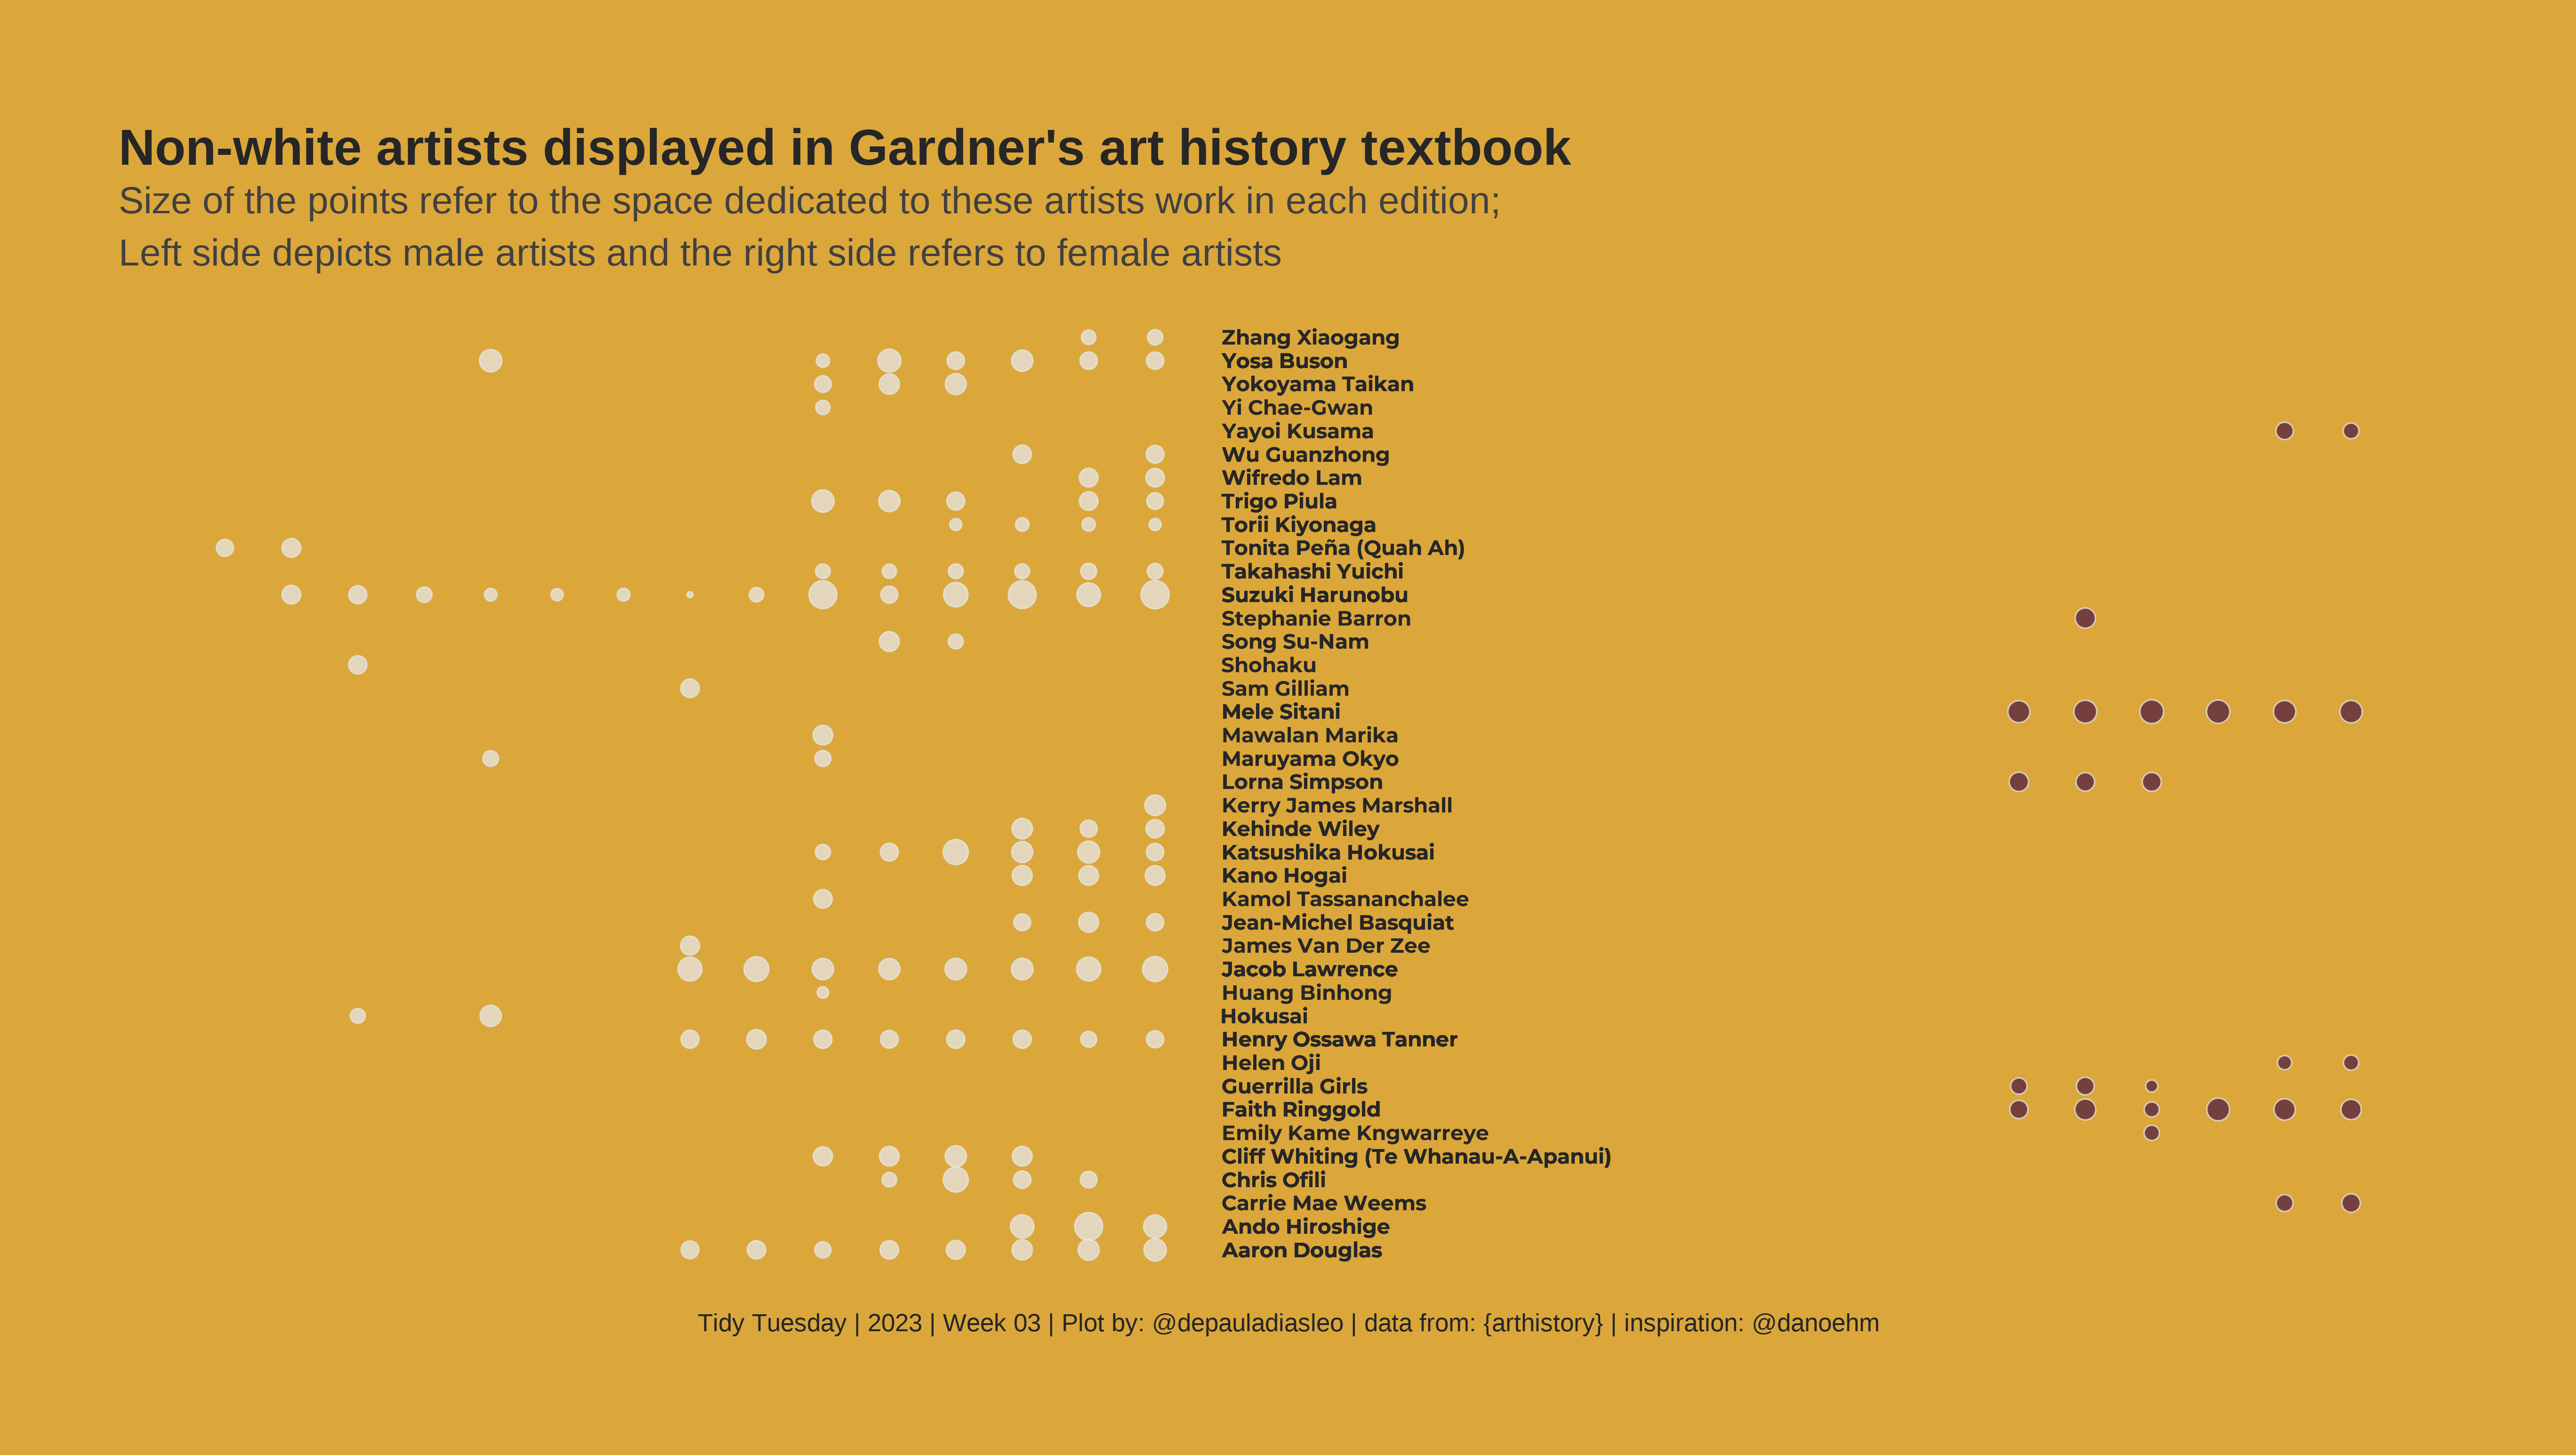 Non-white artists displayed in Gardner's art history textbook
Size of the points refer to the space dedicated to these artists work in each edition;
Left side depicts male artists and the right side refers to female artists
Zhang Xiaogang
Yosa Buson
Yokoyama Taikan
Yi Chae-Gwan
Yayoi Kusama
Wu Guanzhong
Wifredo Lam
Trigo Piula
Torii Kiyonaga
Tonita Peña (Quah Ah)
Takahashi Yuichi
Suzuki Harunobu
Stephanie Barron
Song Su-Nam
Shohaku
Sam Gilliam
Mele Sitani
Mawalan Marika
Maruyama Okyo
Lorna Simpson
Kerry James Marshall
Kehinde Wiley
Katsushika Hokusai
Kano Hogai
Kamol Tassananchalee
Jean-Michel Basquiat
James Van Der Zee
Jacob Lawrence
Huang Binhong
Hokusai
Henry Ossawa Tanner
Helen Oji
Guerrilla Girls
Faith Ringgold
Emily Kame Kngwarreye
Cliff Whiting (Te Whanau-A-Apanui)
Chris Ofili
Carrie Mae Weems
Ando Hiroshige
Aaron Douglas
Tidy Tuesday | 2023 | Week 03 | Plot by: @depauladiasleo | data from: {arthistory} | inspiration: @danoehm